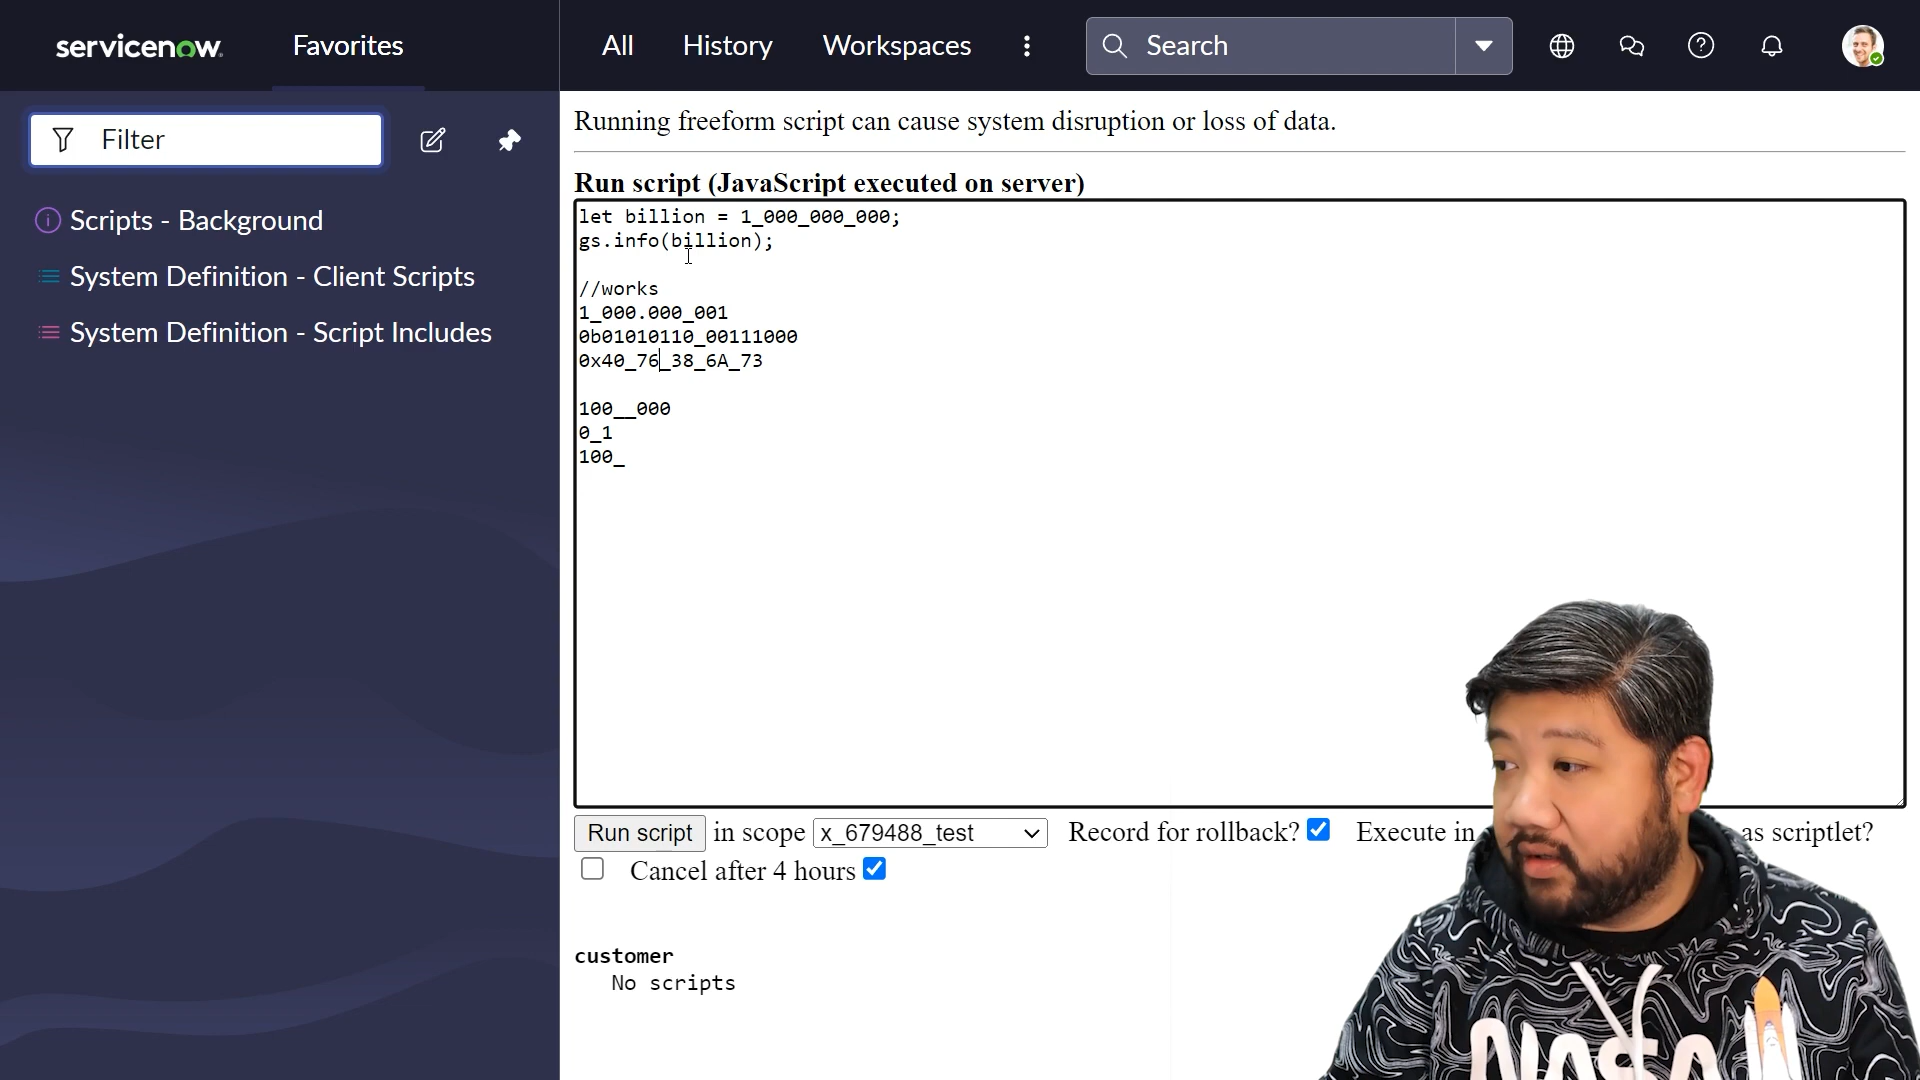 servicenow.
Favorites
All
History
Workspaces
Search
Filter
Scripts - Background
System Definition - Client Scripts
System Definition - Script Includes
Running freeform script can cause system disruption or loss of data.
Run script (JavaScript executed on server)
let billion = 1_000_000_000;
gs.info(billion);
//works
1_000.000_001
0b01010110_00111000
0x40_76_38_6A_73
100__000
0_1
100_
Run script in scope x_679488_test Record for rollback? Execute in as scriptlet?
Cancel after 4 hours
customer
No scripts